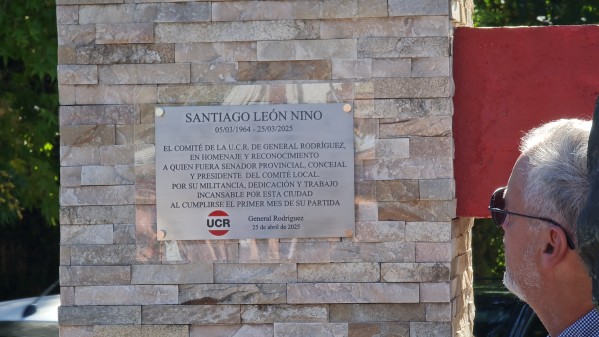 SANTIAGO LEÓN NINO
05/03/1964 - 25/03/2025
EL COMITÉ DE LA U.C.R. DE GENERAL RODRÍGUEZ,
EN HOMENAJE Y RECONOCIMIENTO
A QUIEN FUERA SENADOR PROVINCIAL, CONCEJAL
Y PRESIDENTE DEL COMITÉ LOCAL.
POR SU MILITANCIA, DEDICACIÓN Y TRABAJO
INCANSABLE POR ESTA CIUDAD
AL CUMPLIRSE EL PRIMER MES DE SU PARTIDA
UCR
General Rodríguez
25 de abril de 2025